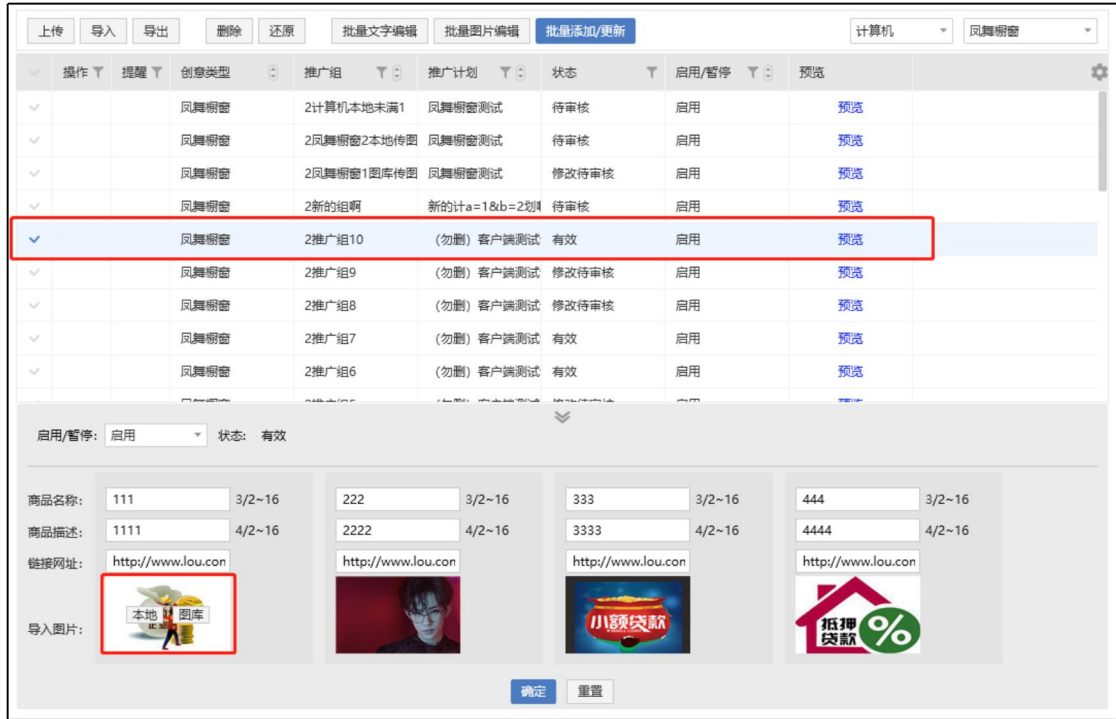 上传 导入 导出 删除 还原 批量文字编辑 批量图片编辑 批量添加/更新 计算机 凤舞橱窗
操作 提醒 创意类型 推广组 推广计划 状态 启用/暂停 预览
凤舞橱窗 2计算机本地未满1 凤舞橱窗测试 待审核 启用 预览
凤舞橱窗 2凤舞橱窗2本地传图 凤舞橱窗测试 待审核 启用 预览
凤舞橱窗 2凤舞橱窗1图库传图 凤舞橱窗测试 修改待审核 启用 预览
凤舞橱窗 2新的组啊 新的计a=1&b=2划 待审核 启用 预览
凤舞橱窗 2推广组10 (勿删) 客户端测试 有效 启用 预览
凤舞橱窗 2推广组9 (勿删) 客户端测试 修改待审核 启用 预览
凤舞橱窗 2推广组8 (勿删) 客户端测试 修改待审核 启用 预览
凤舞橱窗 2推广组7 (勿删) 客户端测试 有效 启用 预览
凤舞橱窗 2推广组6 (勿删) 客户端测试 有效 启用 预览
启用/暂停: 启用 状态: 有效
商品名称: 111 3/2~16 222 3/2~16 333 3/2~16 444 3/2~16
商品描述: 1111 4/2~16 2222 4/2~16 3333 4/2~16 4444 4/2~16
链接网址: http://www.lou.con http://www.lou.con http://www.lou.con http://www.lou.con
导入图片: 本地 图库 小额贷款 抵押贷款 %
确定 重置